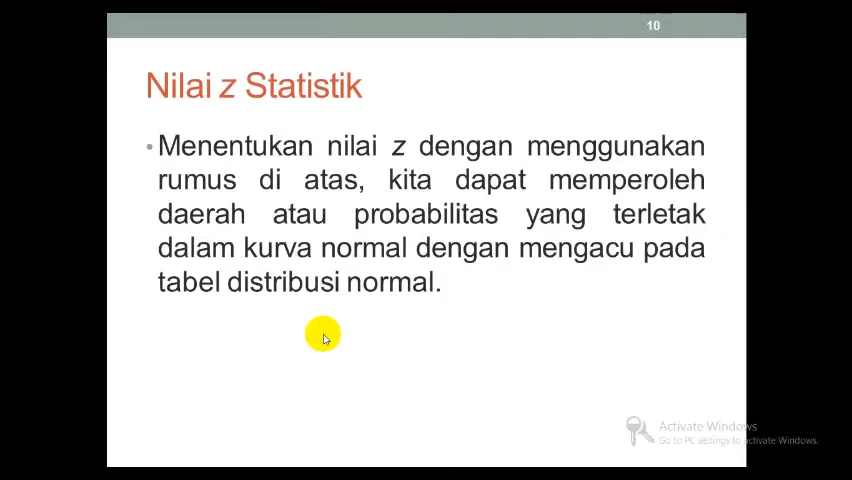 10
Nilai z Statistik
• Menentukan nilai z dengan menggunakan
rumus di atas, kita dapat memperoleh
daerah atau probabilitas yang terletak
dalam kurva normal dengan mengacu pada
tabel distribusi normal.
Activate Windows
Go to PC settings to activate Windows.